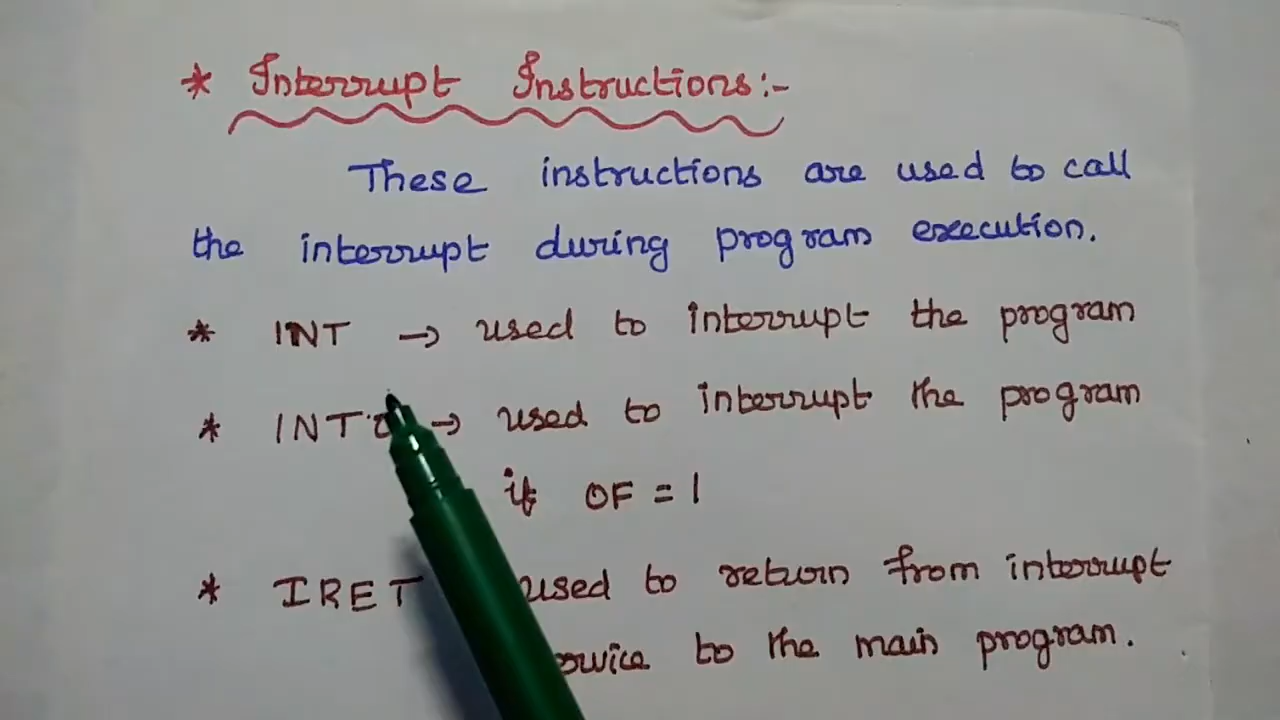 * Interrupt Instructions:-
These instructions are used to call
the interrupt during program execution.
* INT → used to interrupt the program
* INTO → used to interrupt the program
if OF = 1
* IRET used to return from interrupt
to the main program.